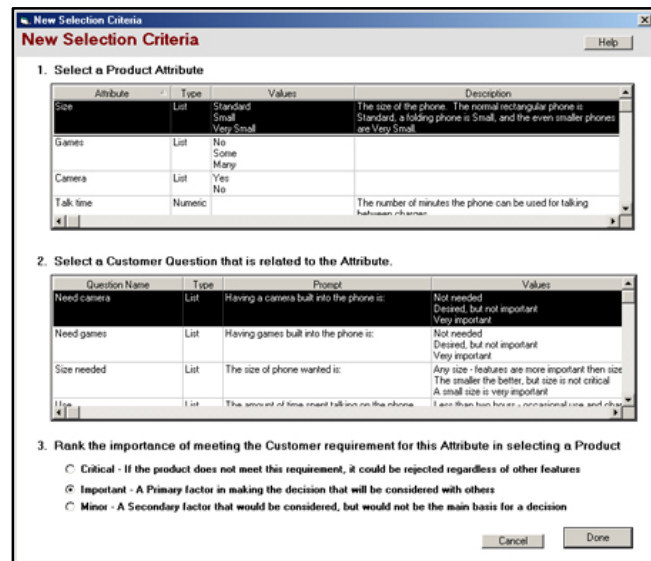 New Selection Criteria
New Selection Criteria
Help
1. Select a Product Attribute
Attribute Type Values Description
Size List Standard The size of the phone. The normal rectangular phone is
Small Standard, a folding phone is Small, and the even smaller phones
Very Small are Very Small.
Games List No
Some
Many
Camera List Yes
No
Talk time Numeric The number of minutes the phone can be used for talking
between charges
2. Select a Customer Question that is related to the Attribute.
Question Name Type Prompt Values
Need camera List Having a camera built into the phone is: Not needed
Desired, but not important
Very important
Need games List Having games built into the phone is: Not needed
Desired, but not important
Very important
Size needed List The size of phone wanted is: Any size - features are more important then size
The smaller the better, but size is not critical
A small size is very important
Use List The amount of time spent talking on the phone Less than two hours - occasional use and
3. Rank the importance of meeting the Customer requirement for this Attribute in selecting a Product
Critical - If the product does not meet this requirement, it could be rejected regardless of other features
Important - A Primary factor in making the decision that will be considered with others
Minor - A Secondary factor that would be considered, but would not be the main basis for a decision
Cancel Done